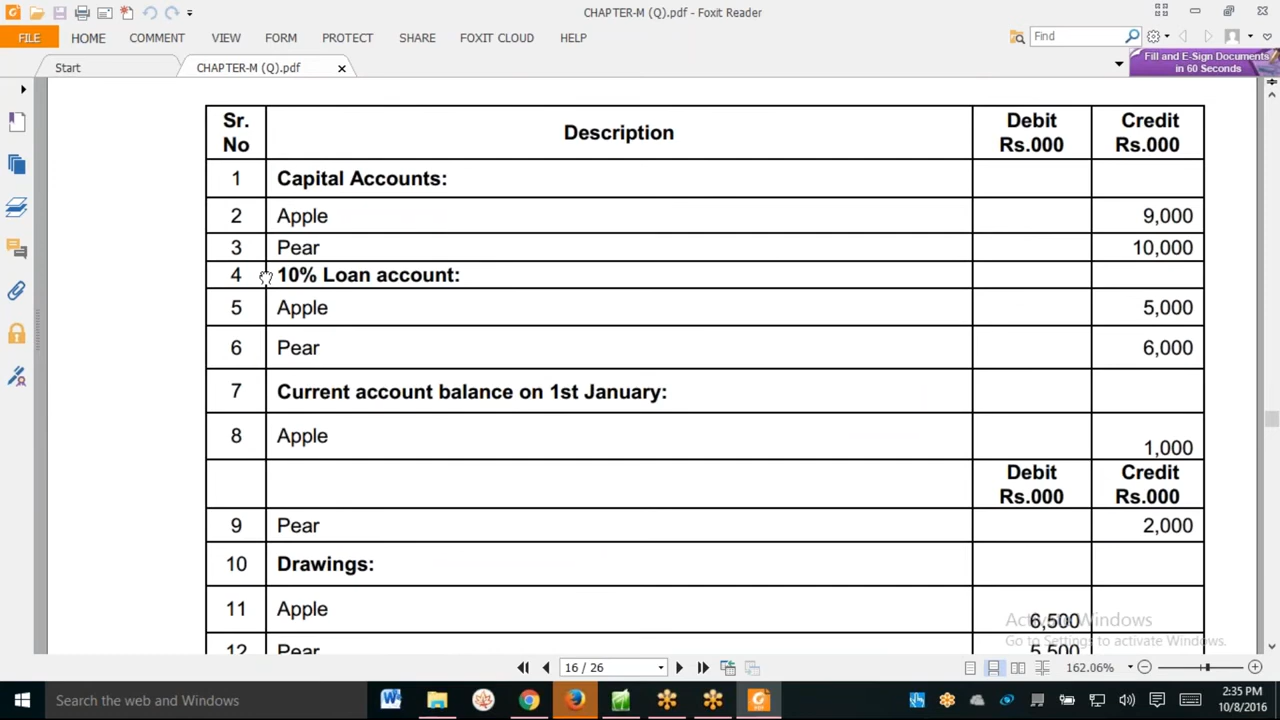 CHAPTER-M (Q).pdf - Foxit Reader
FILE HOME COMMENT VIEW FORM PROTECT SHARE FOXIT CLOUD HELP Find
Start CHAPTER-M (Q).pdf Fill and E-Sign Documents
in 60 Seconds
Sr. No Description Debit Rs.000 Credit Rs.000
1 Capital Accounts:
2 Apple 9,000
3 Pear 10,000
4 10% Loan account:
5 Apple 5,000
6 Pear 6,000
7 Current account balance on 1st January:
8 Apple 1,000
Debit Rs.000 Credit Rs.000
9 Pear 2,000
10 Drawings:
11 Apple 6,500
12 Pear 5,500
Activate Windows
Go to Settings to activate Windows.
16 / 26 162.06%
Search the web and Windows 2:35 PM
10/8/2016